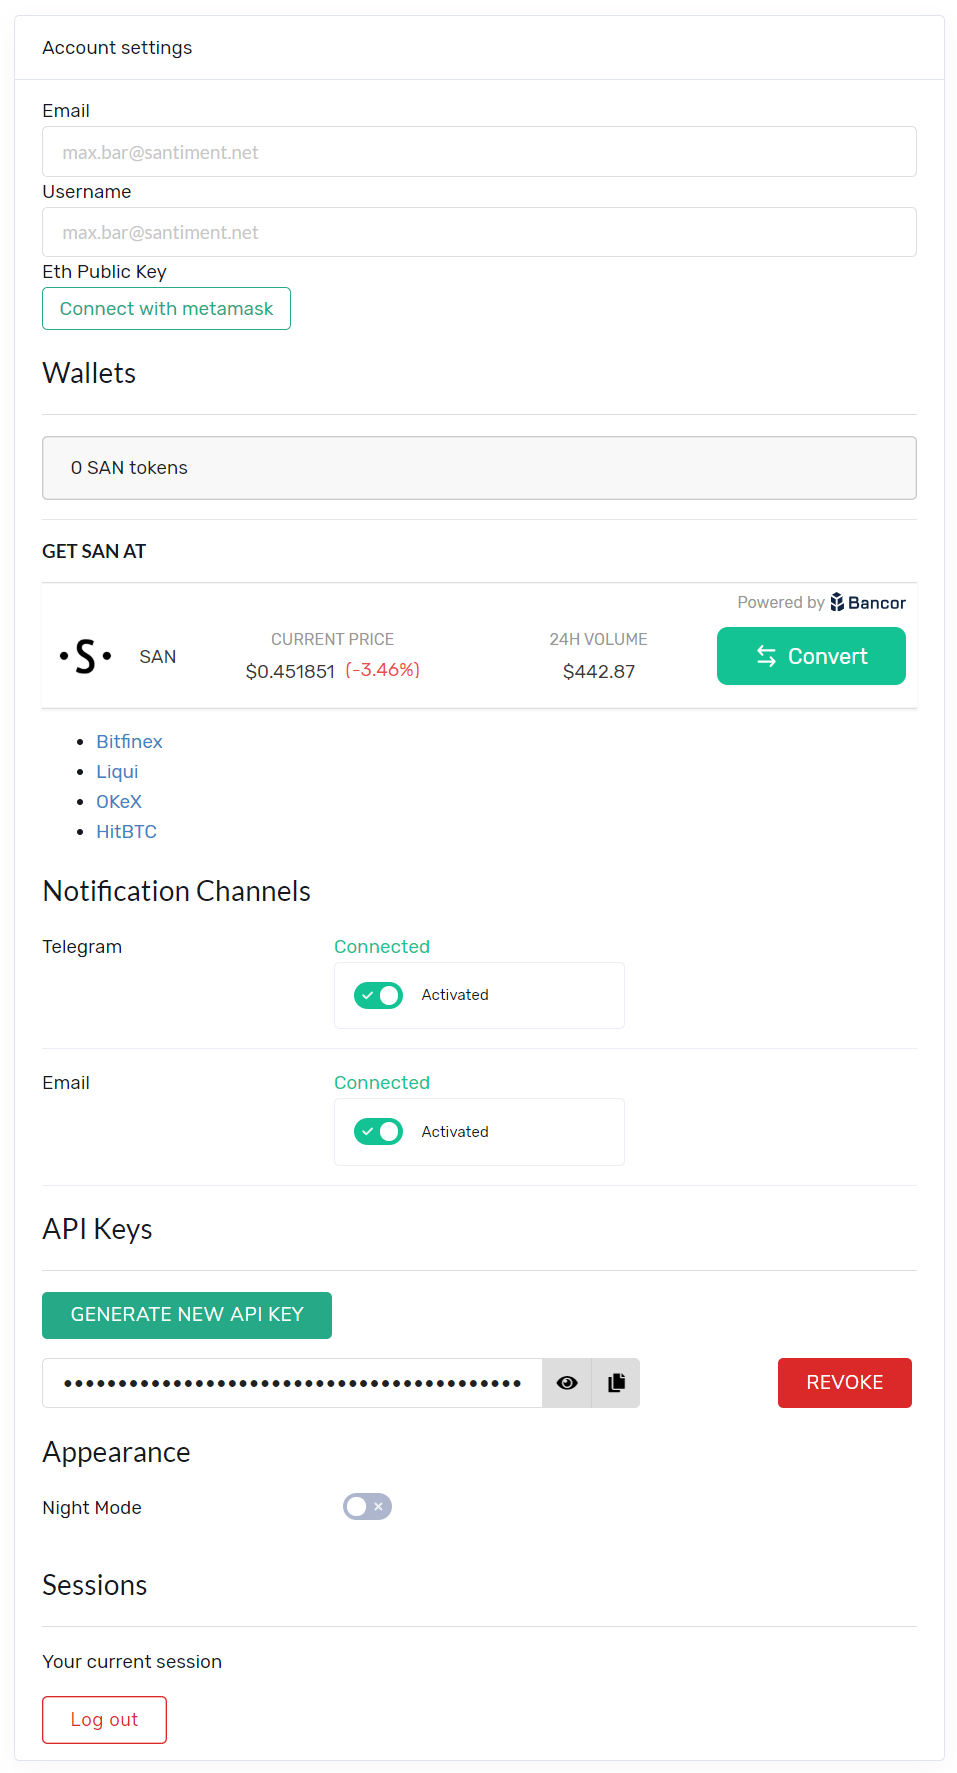 Account settings
Email
max.bar@santiment.net
Username
max.bar@santiment.net
Eth Public Key
Connect with metamask
Wallets
0 SAN tokens
GET SAN AT
Powered by Bancor
CURRENT PRICE 24H VOLUME
S SAN $0.451851 (-3.46%) $442.87 Convert
Bitfinex
Liqui
OKeX
HitBTC
Notification Channels
Telegram Connected
Activated
Email Connected
Activated
API Keys
GENERATE NEW API KEY
REVOKE
Appearance
Night Mode
Sessions
Your current session
Log out